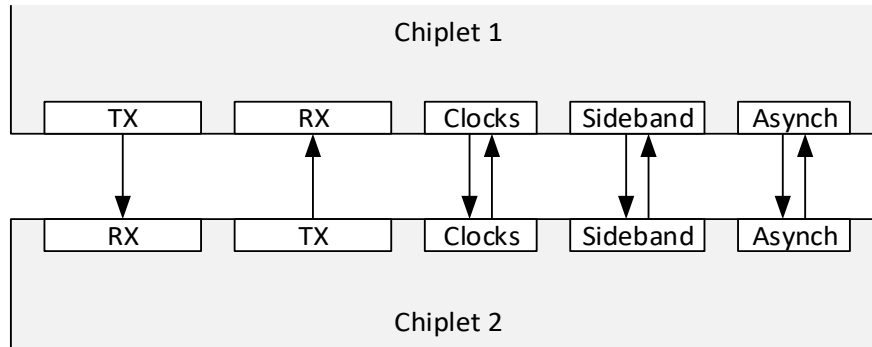 Chiplet 1
TX RX Clocks Sideband Asynch
RX TX Clocks Sideband Asynch
Chiplet 2